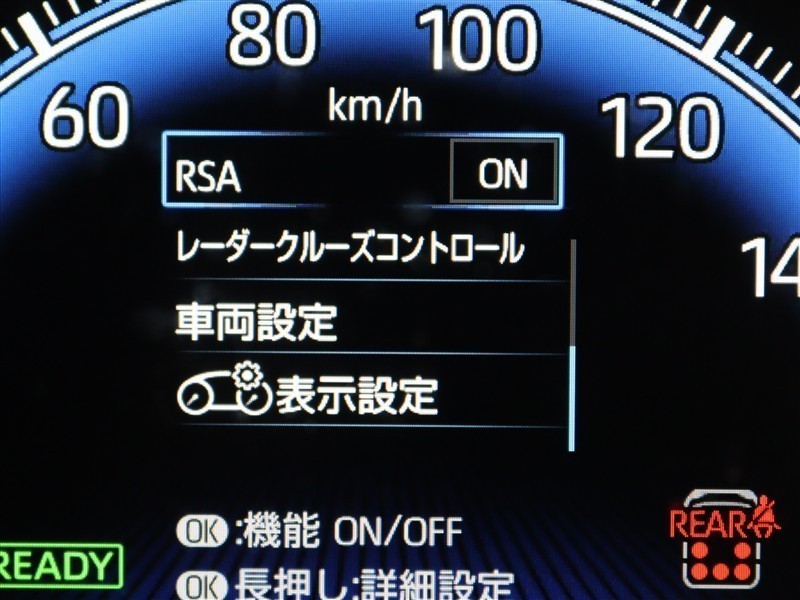 80 100
60 km/h 120
RSA ON
レーダークルーズコントロール
14
車両設定
表示設定
OK:機能 ON/OFF
REAR
READY
OK長押し:詳細設定